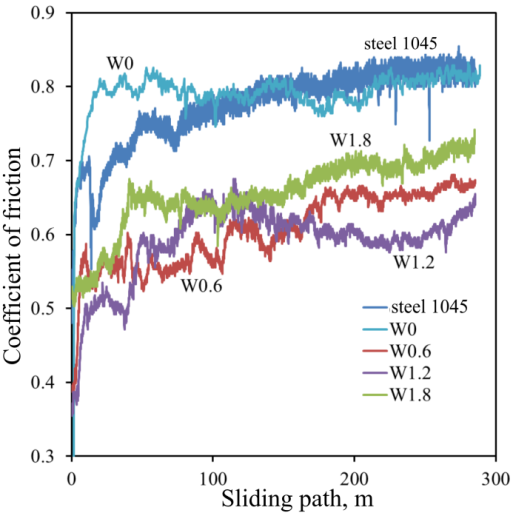 0.9
steel 1045
W0
0.8
W1.8
0.7
Coefficient of friction
0.6
W1.2
W0.6
0.5
steel 1045
W0
W0.6
0.4
W1.2
W1.8
0.3
0
100
200
300
Sliding path, m